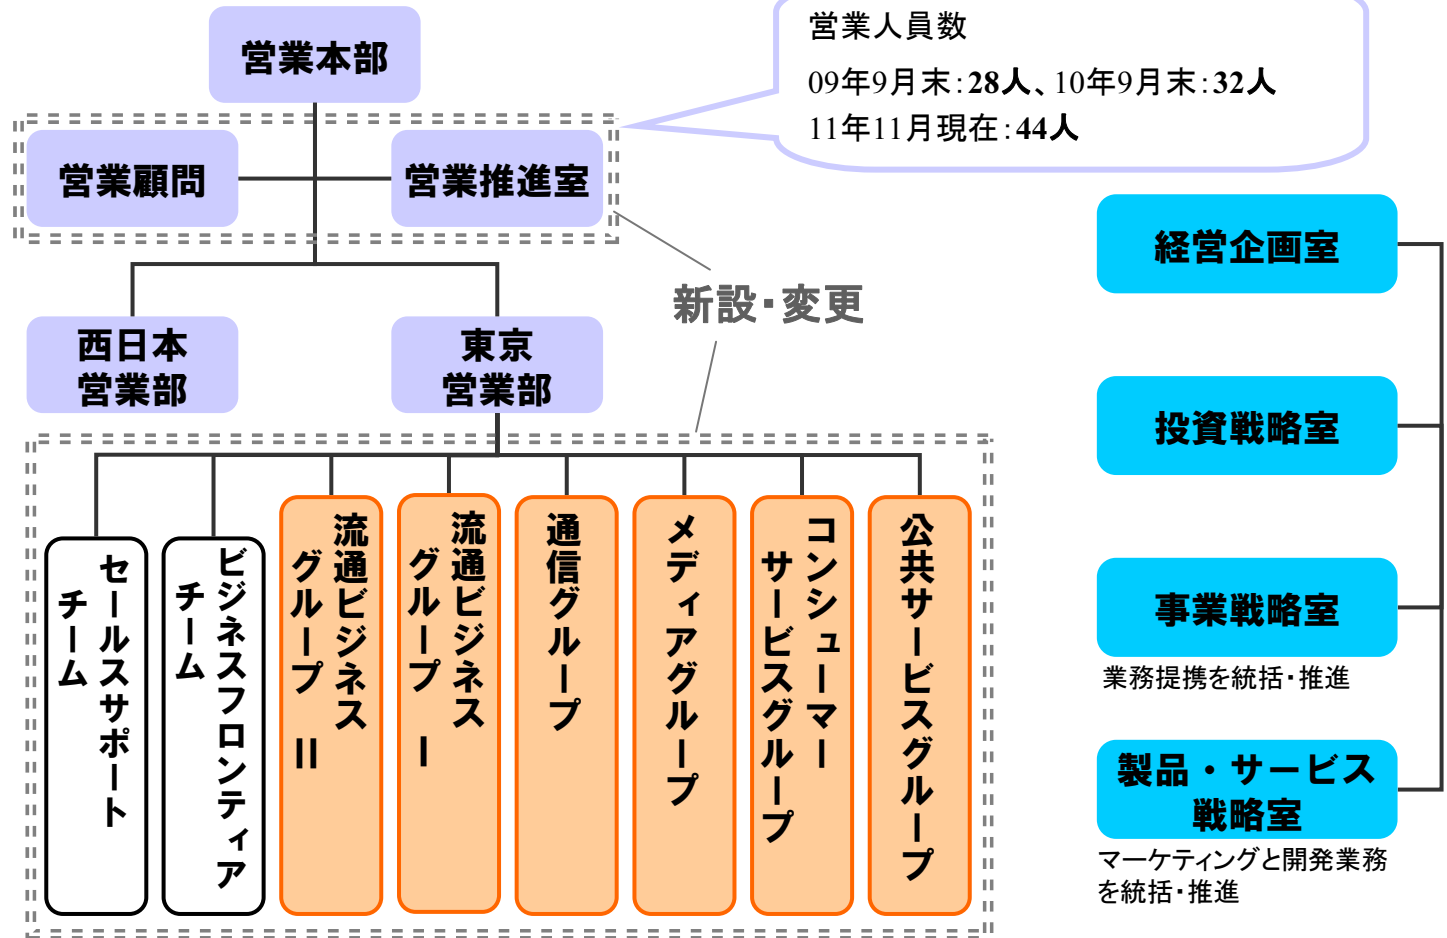 営業本部
営業人員数
09年9月末:28人、10年9月末:32人
11年11月現在:44人
営業顧問
営業推進室
新設・変更
西日本
営業部
東京
営業部
セールスサポート
チーム
ビジネスフロンティア
チーム
流通ビジネス
グループ II
流通ビジネス
グループ I
通信グループ
メディアグループ
コンシューマー
サービスグループ
公共サービスグループ
経営企画室
投資戦略室
事業戦略室
業務提携を統括・推進
製品・サービス
戦略室
マーケティングと開発業務
を統括・推進